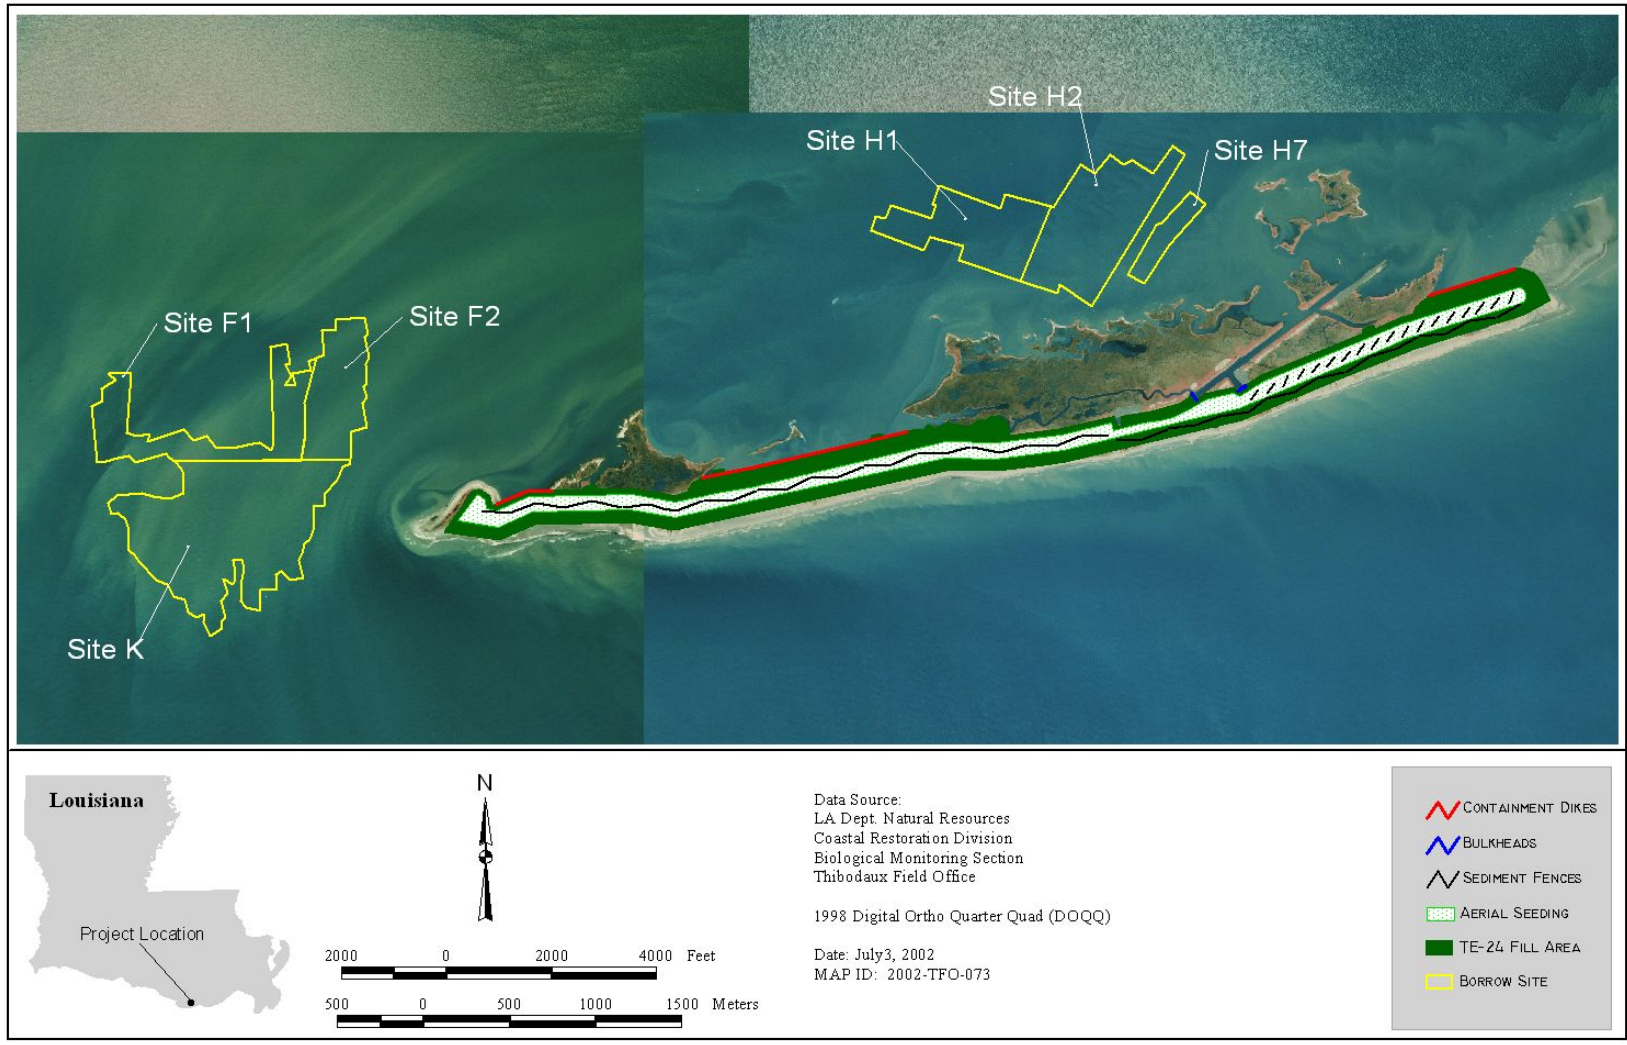 Site H2
Site H1
Site H7
Site F1
Site F2
Site K
Louisiana
Project Location
N
2000 0 2000 4000 Feet
500 0 500 1000 1500 Meters
Data Source:
LA Dept. Natural Resources
Coastal Restoration Division
Biological Monitoring Section
Thibodaux Field Office
1998 Digital Ortho Quarter Quad (DOQQ)
Date: July3, 2002
MAP ID: 2002-TFO-073
CONTAINMENT DIKES
BULKHEADS
SEDIMENT FENCES
AERIAL SEEDING
TE-24 FILL AREA
BORROW SITE